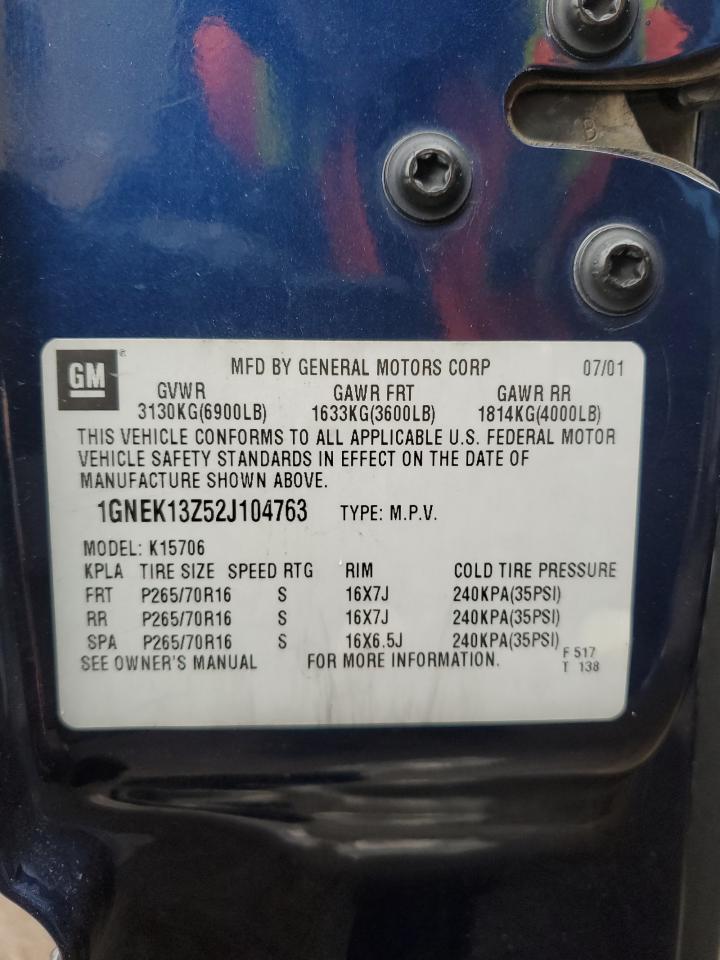 GM ®
MFD BY GENERAL MOTORS CORP 07/01
GVWR GAWR FRT GAWR RR
3130KG(6900LB) 1633KG(3600LB) 1814KG(4000LB)
THIS VEHICLE CONFORMS TO ALL APPLICABLE U.S. FEDERAL MOTOR
VEHICLE SAFETY STANDARDS IN EFFECT ON THE DATE OF
MANUFACTURE SHOWN ABOVE.
1GNEK13Z52J104763 TYPE: M.P.V.
MODEL: K15706
KPLA TIRE SIZE SPEED RTG RIM COLD TIRE PRESSURE
FRT P265/70R16 S 16X7J 240KPA(35PSI)
RR P265/70R16 S 16X7J 240KPA(35PSI)
SPA P265/70R16 S 16X6.5J 240KPA(35PSI)
SEE OWNER'S MANUAL FOR MORE INFORMATION.
F 517
T 138
B